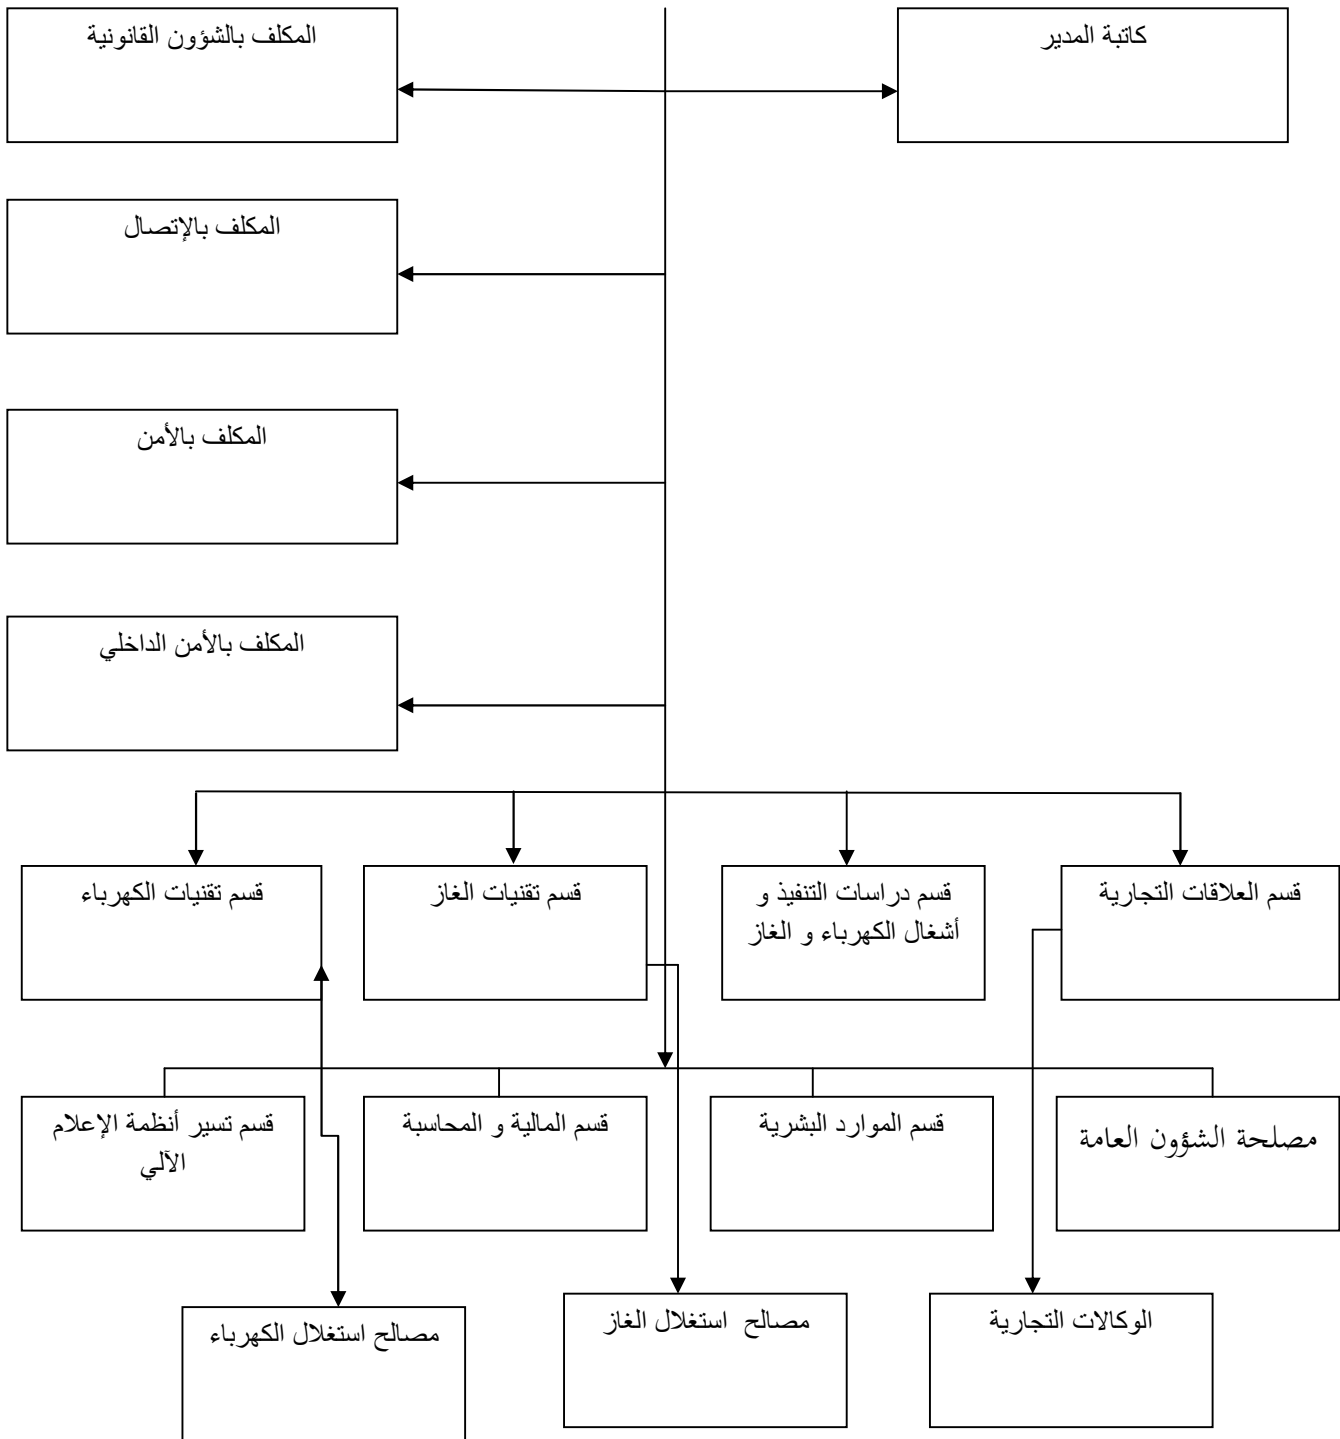 كاتبة المدير
المكلف بالشؤون القانونية
المكلف بالإتصال
المكلف بالأمن
المكلف بالأمن الداخلي
قسم العلاقات التجارية
قسم دراسات التنفيذ و
أشغال الكهرباء و الغاز
قسم تقنيات الغاز
قسم تقنيات الكهرباء
مصلحة الشؤون العامة
قسم الموارد البشرية
قسم المالية و المحاسبة
قسم تسير أنظمة الإعلام
الآلي
الوكالات التجارية
مصالح استغلال الغاز
مصالح استغلال الكهرباء